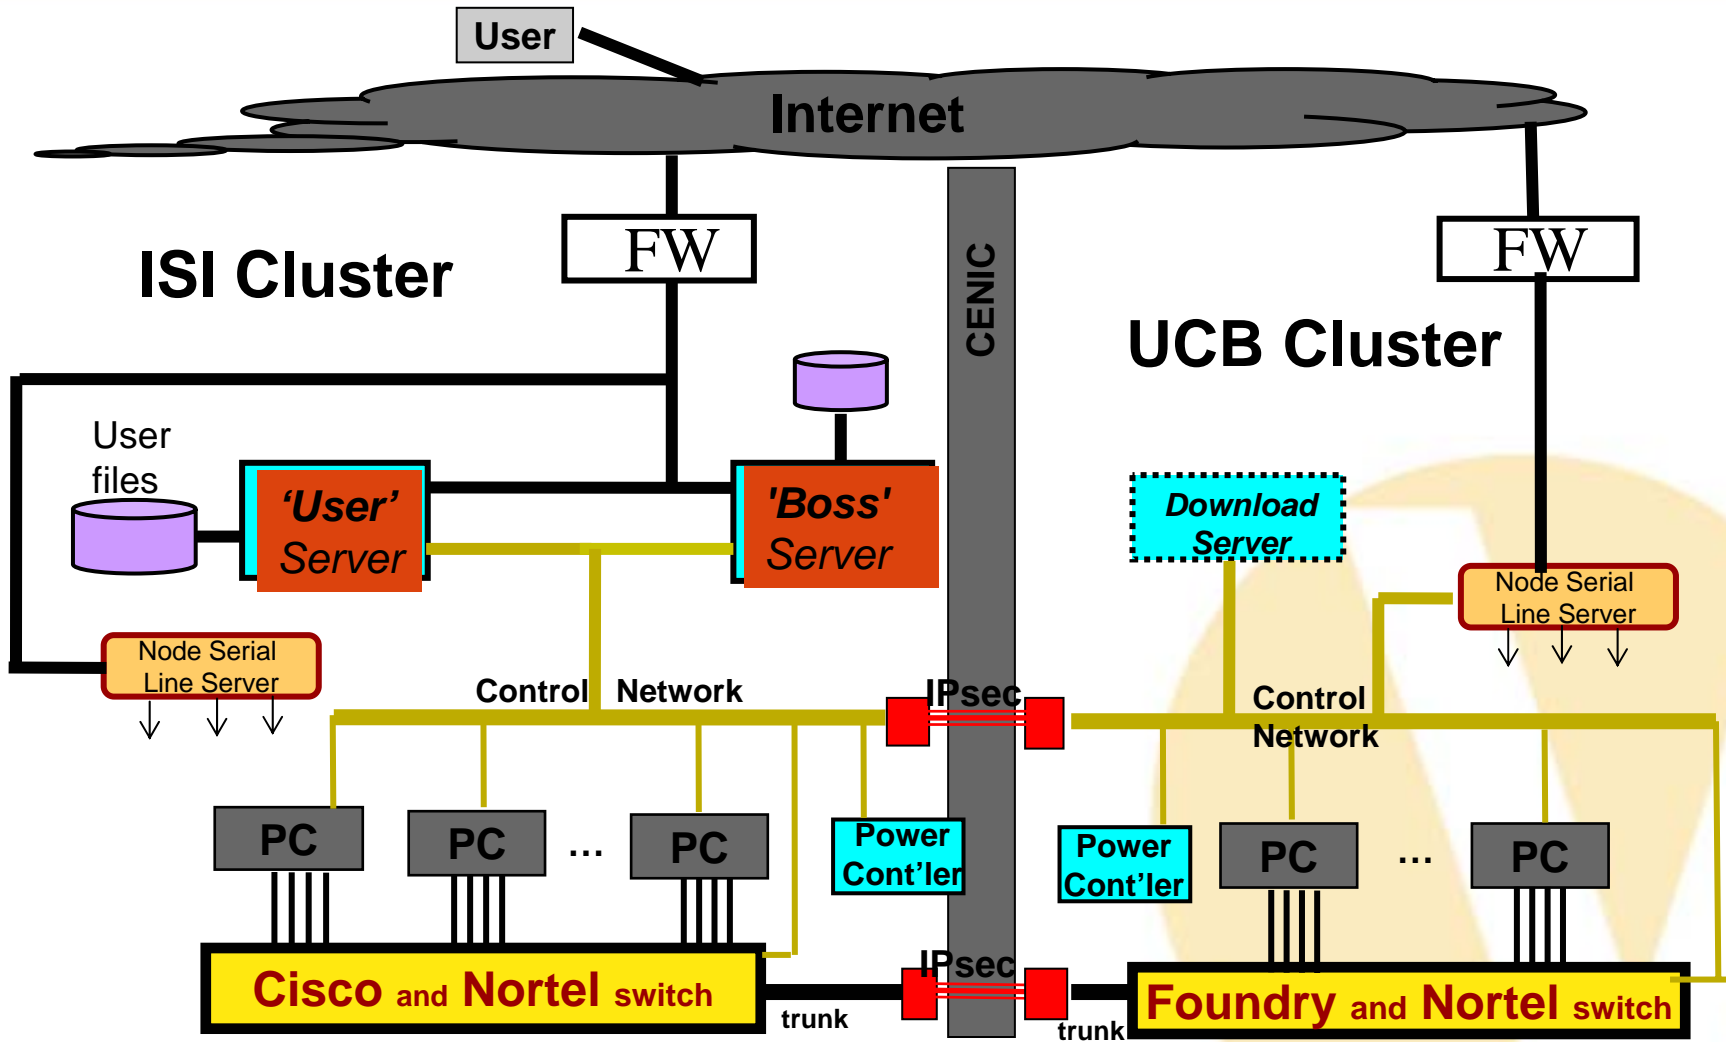 User
Internet
FW
FW
ISI Cluster
CENIC
UCB Cluster
User
files
‘User’
Server
'Boss'
Server
Download
Server
Node Serial
Line Server
Node Serial
Line Server
Control Network
IPsec
Control
Network
PC
PC
...
PC
Power
Cont’ler
Power
Cont’ler
PC
...
PC
Cisco and Nortel switch
trunk
IPsec
trunk
Foundry and Nortel switch